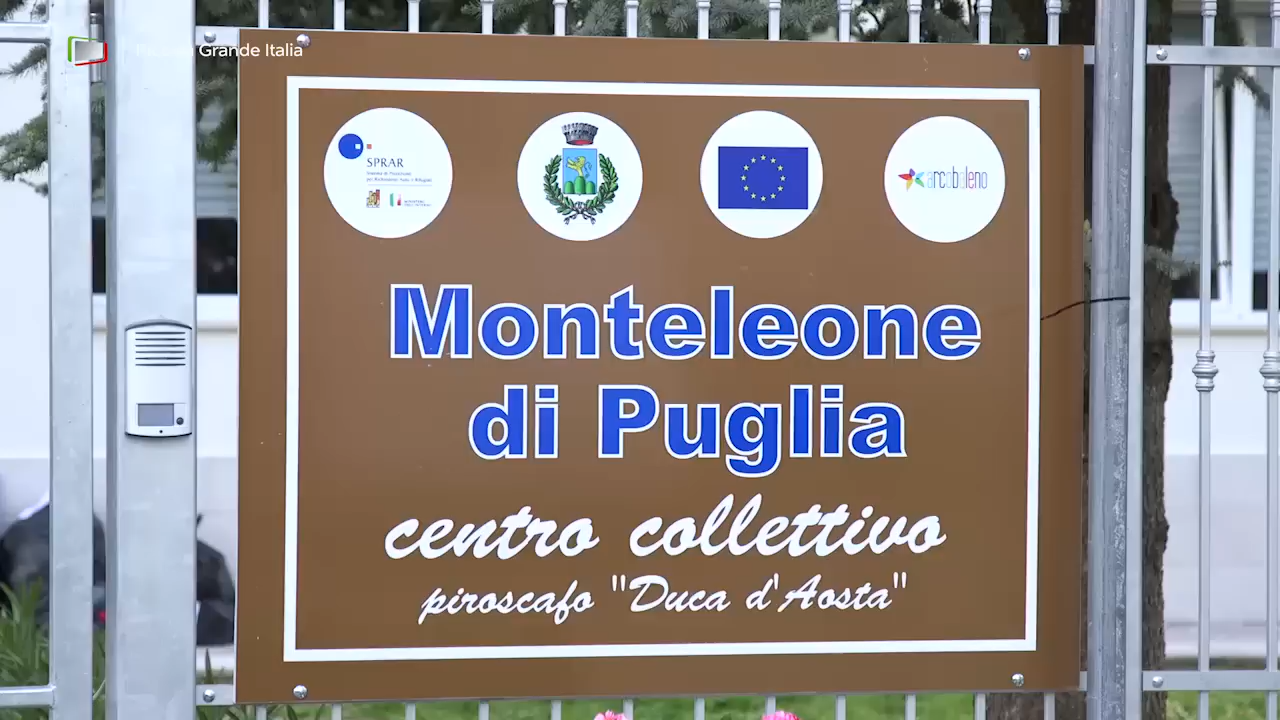 Grande Italia
SPRAR
arcobaleno
Monteleone
di Puglia
centro collettivo
piroscafo "Duca d'Aosta"